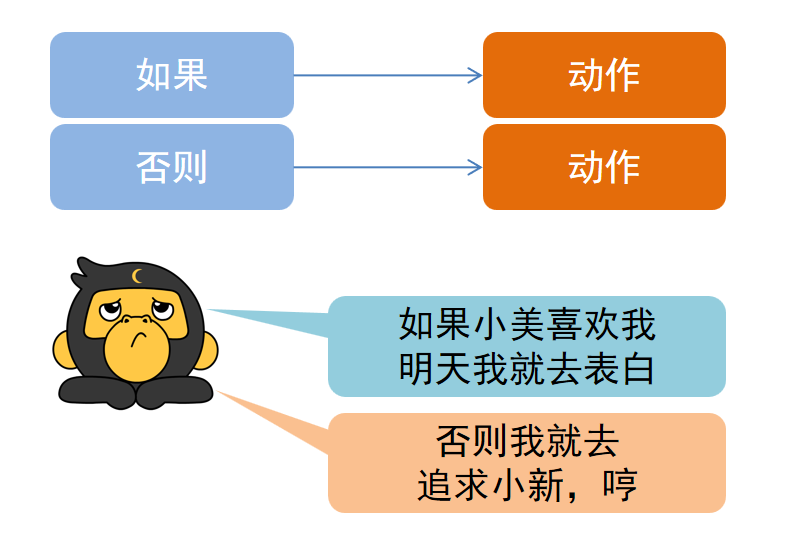 如果
动作
否则
动作
如果小美喜欢我
明天我就去表白
否则我就去
追求小新，哼